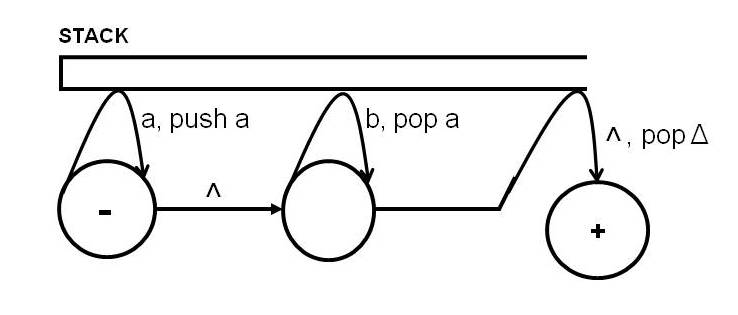 STACK
a, push a
b, pop a
^ , pop Δ
^
-
+